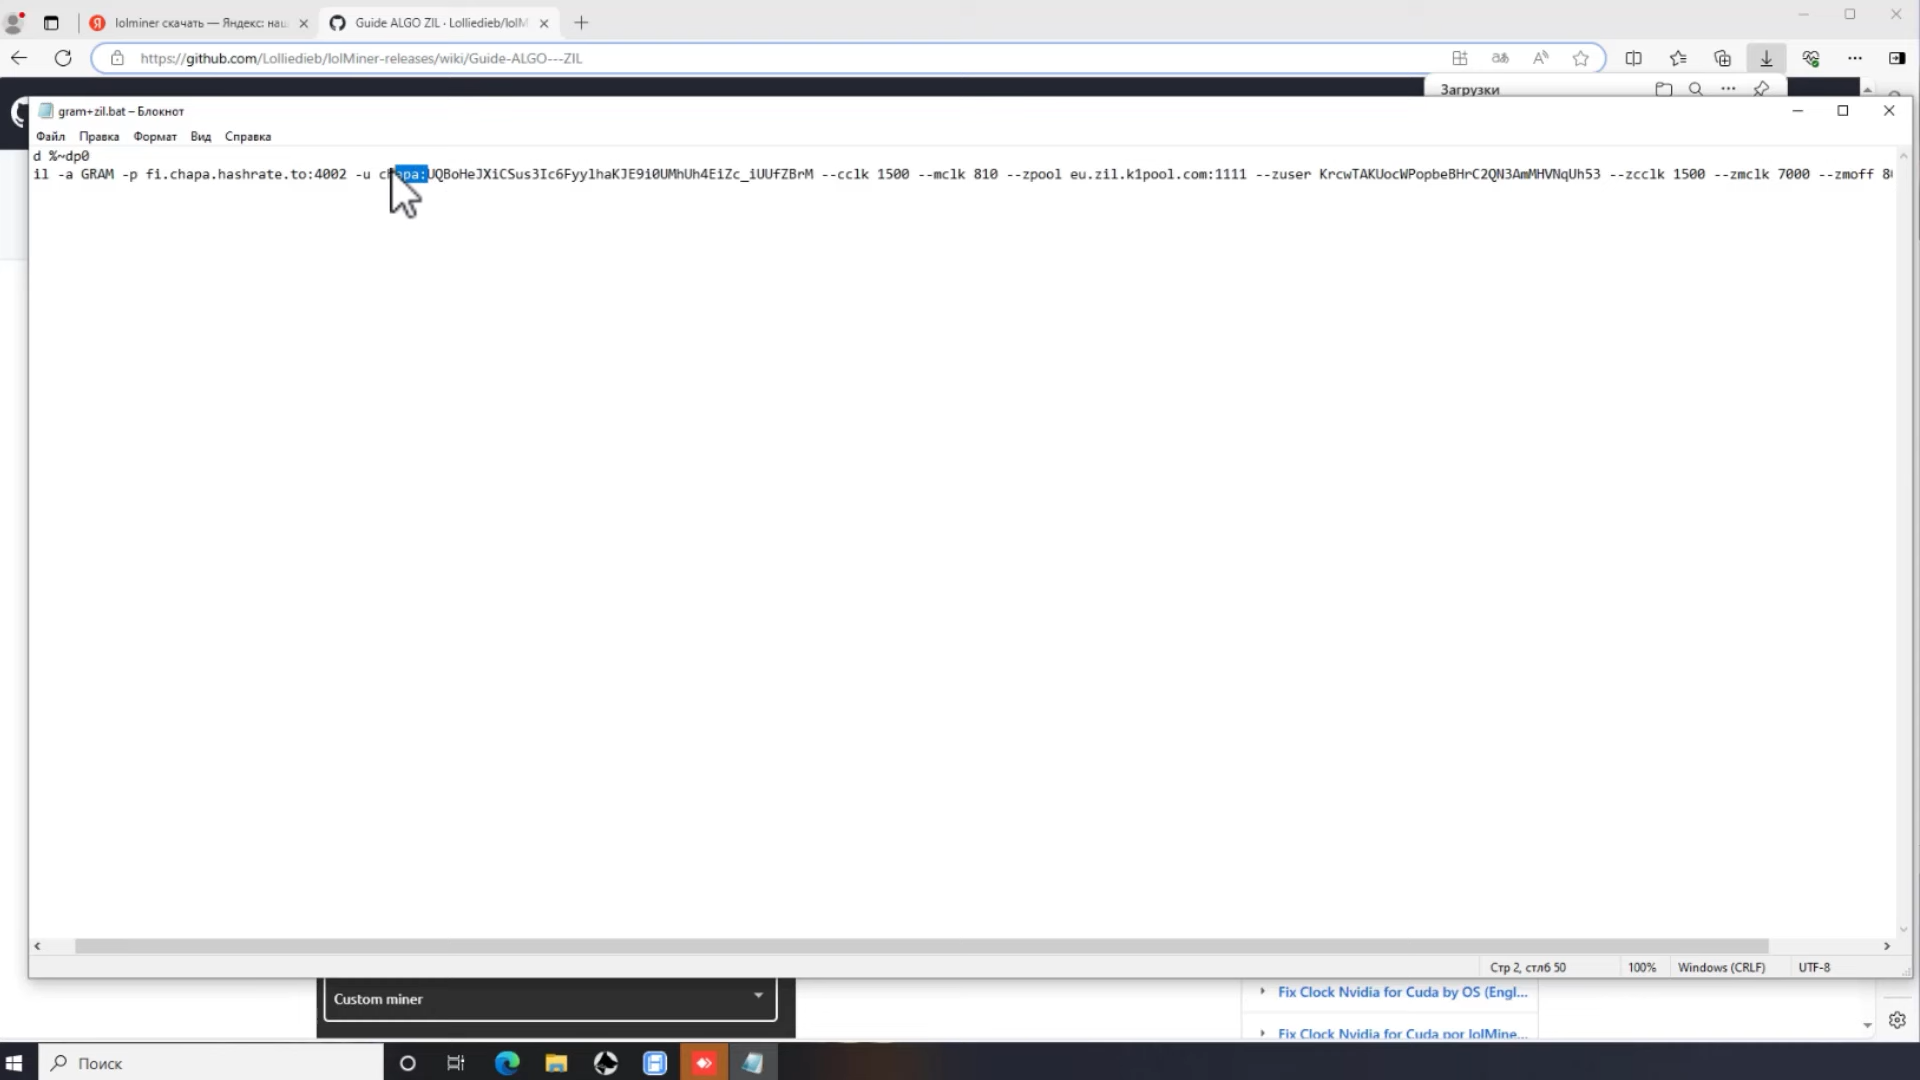 lolminer скачать — Яндекс: наш
Guide ALGO ZIL · Lolliedieb/lolM
https://github.com/Lolliedieb/lolMiner-releases/wiki/Guide-ALGO---ZIL
Загрузки
gram+zil.bat – Блокнот
Файл Правка Формат Вид Справка
d %~dp0
il -a GRAM -p fi.chapa.hashrate.to:4002 -u chapa:UQBoHeJXiCSus3Ic6FyylhaKJE9i0UMhUh4EiZc_iUUfZBrM --cclk 1500 --mclk 810 --zpool eu.zil.k1pool.com:1111 --zuser KrcwTAKUocWPopbeBHrC2QN3AmMHVNqUh53 --zcclk 1500 --zmclk 7000 --zmoff 8
Стр 2, стлб 50 100% Windows (CRLF) UTF-8
Custom miner
Fix Clock Nvidia for Cuda by OS (Engl...
Fix Clock Nvidia for Cuda por lolMine...
Поиск